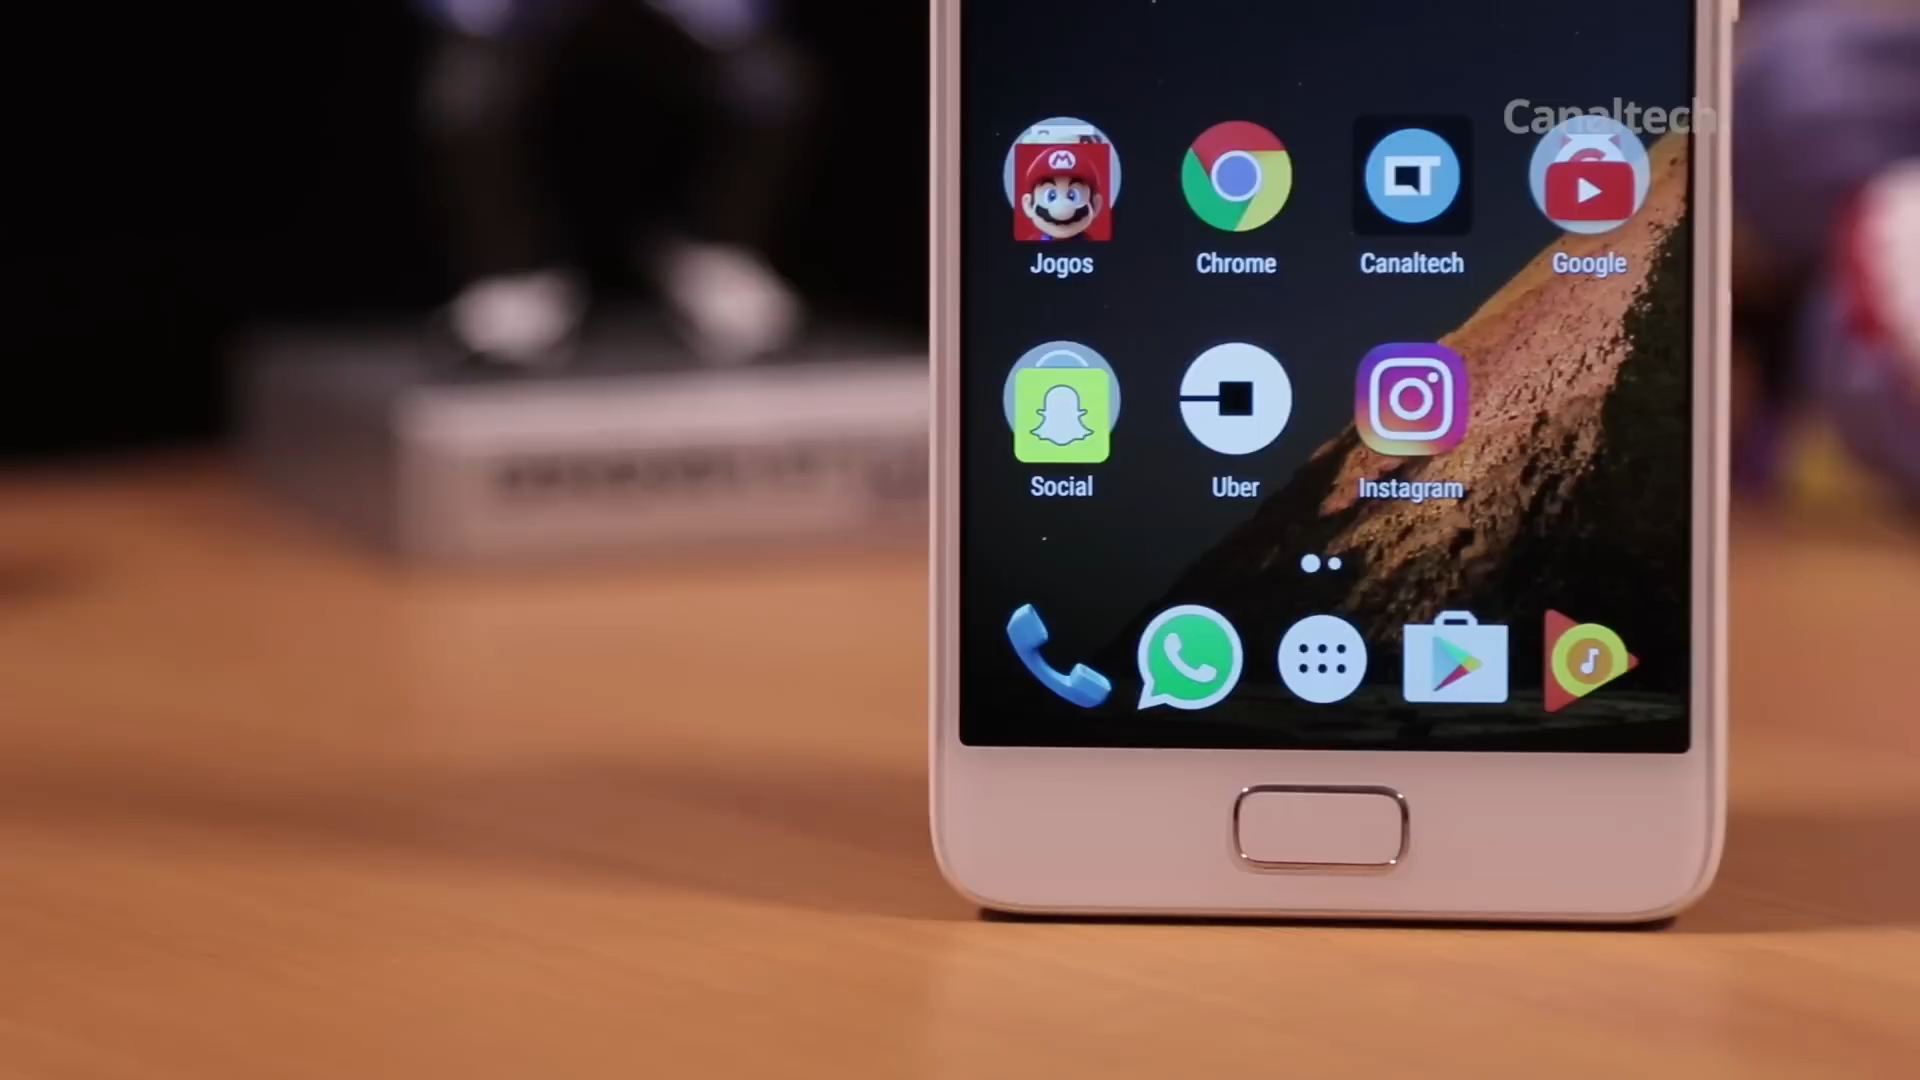 Canaltech
Jogos
Chrome
Canaltech
Google
Social
Uber
Instagram